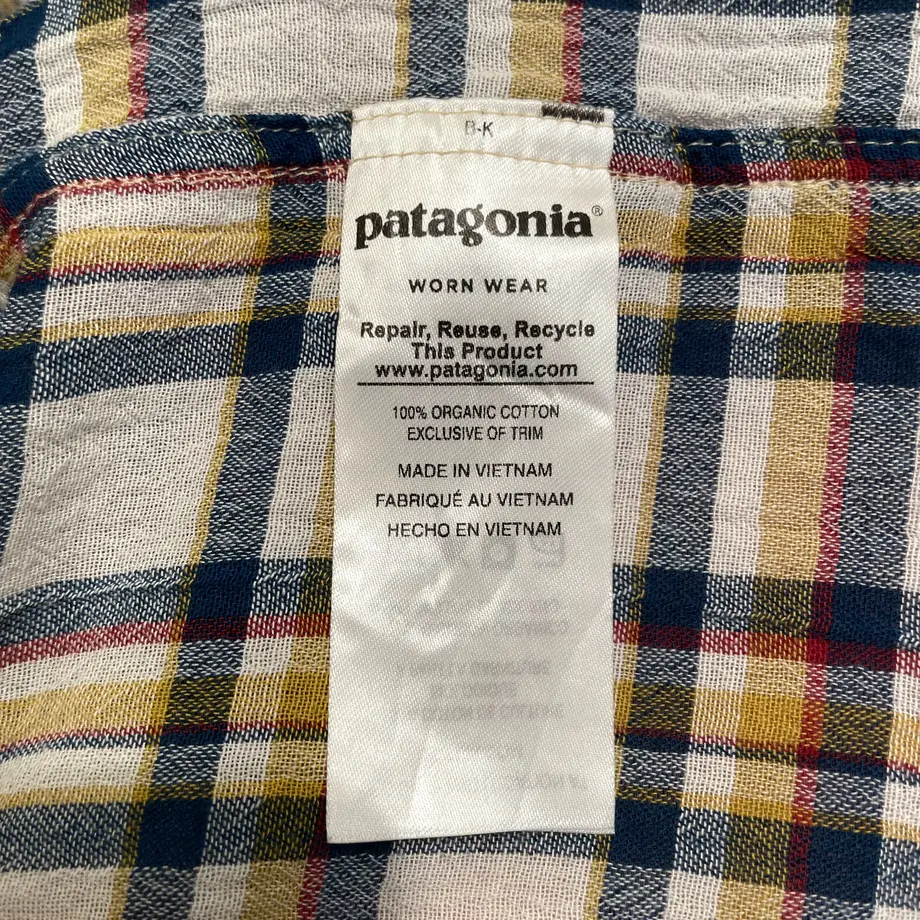 B-K
patagonia®
WORN WEAR
Repair, Reuse, Recycle
This Product
www.patagonia.com
100% ORGANIC COTTON
EXCLUSIVE OF TRIM
MADE IN VIETNAM
FABRIQUÉ AU VIETNAM
HECHO EN VIETNAM